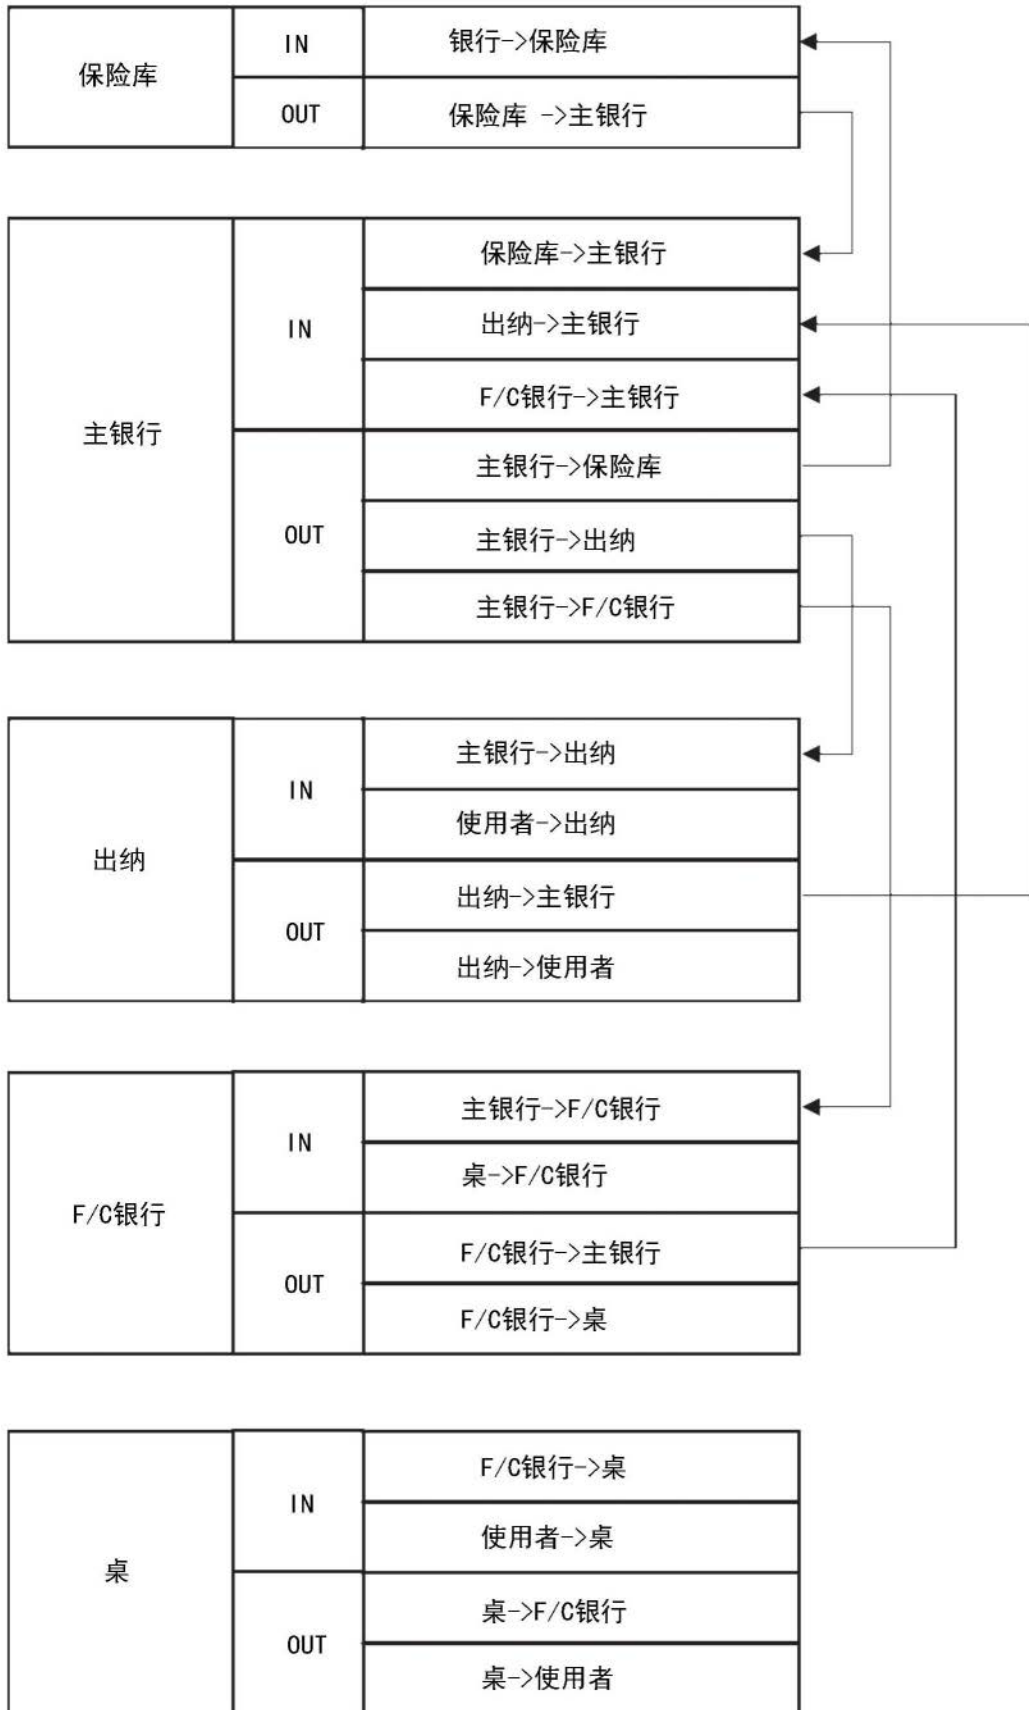 保险库
IN
银行->保险库
OUT
保险库 ->主银行
主银行
IN
保险库->主银行
出纳->主银行
F/C银行->主银行
OUT
主银行->保险库
主银行->出纳
主银行->F/C银行
出纳
IN
主银行->出纳
使用者->出纳
OUT
出纳->主银行
出纳->使用者
F/C银行
IN
主银行->F/C银行
桌->F/C银行
OUT
F/C银行->主银行
F/C银行->桌
桌
IN
F/C银行->桌
使用者->桌
OUT
桌->F/C银行
桌->使用者